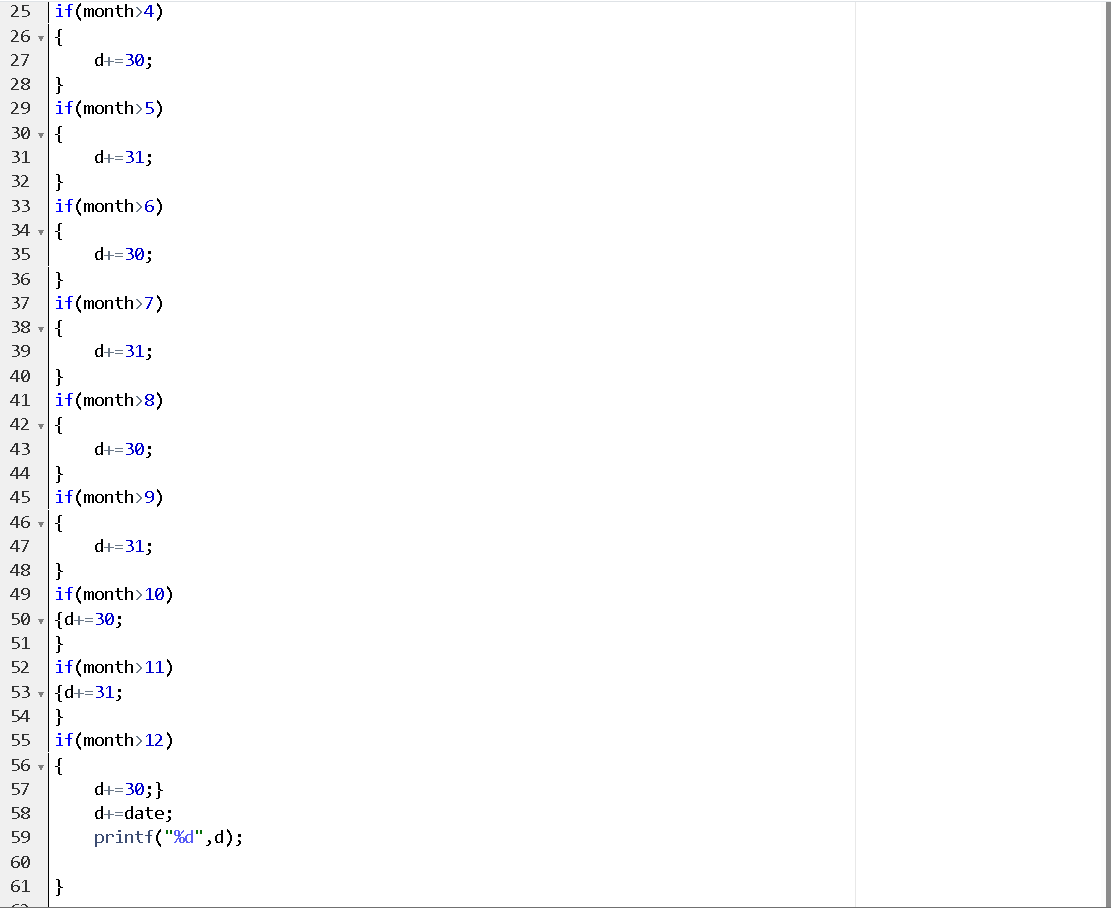 25 if(month>4)
26 {
27     d+=30;
28 }
29 if(month>5)
30 {
31     d+=31;
32 }
33 if(month>6)
34 {
35     d+=30;
36 }
37 if(month>7)
38 {
39     d+=31;
40 }
41 if(month>8)
42 {
43     d+=30;
44 }
45 if(month>9)
46 {
47     d+=31;
48 }
49 if(month>10)
50 {d+=30;
51 }
52 if(month>11)
53 {d+=31;
54 }
55 if(month>12)
56 {
57     d+=30;}
58     d+=date;
59     printf("%d",d);
60
61 }